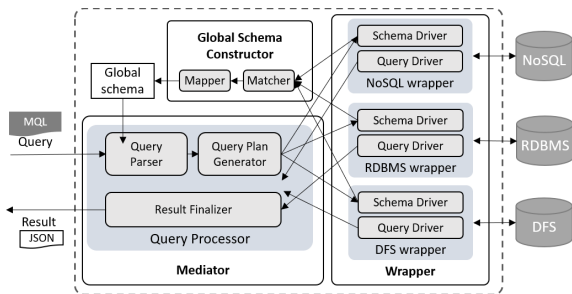 Global Schema
Constructor
Mapper
Matcher
Global
schema
MQL
Query
Query
Parser
Query Plan
Generator
Result Finalizer
Query Processor
Mediator
Result
JSON
Schema Driver
Query Driver
NoSQL wrapper
Schema Driver
Query Driver
RDBMS wrapper
Schema Driver
Query Driver
DFS wrapper
Wrapper
NoSQL
RDBMS
DFS